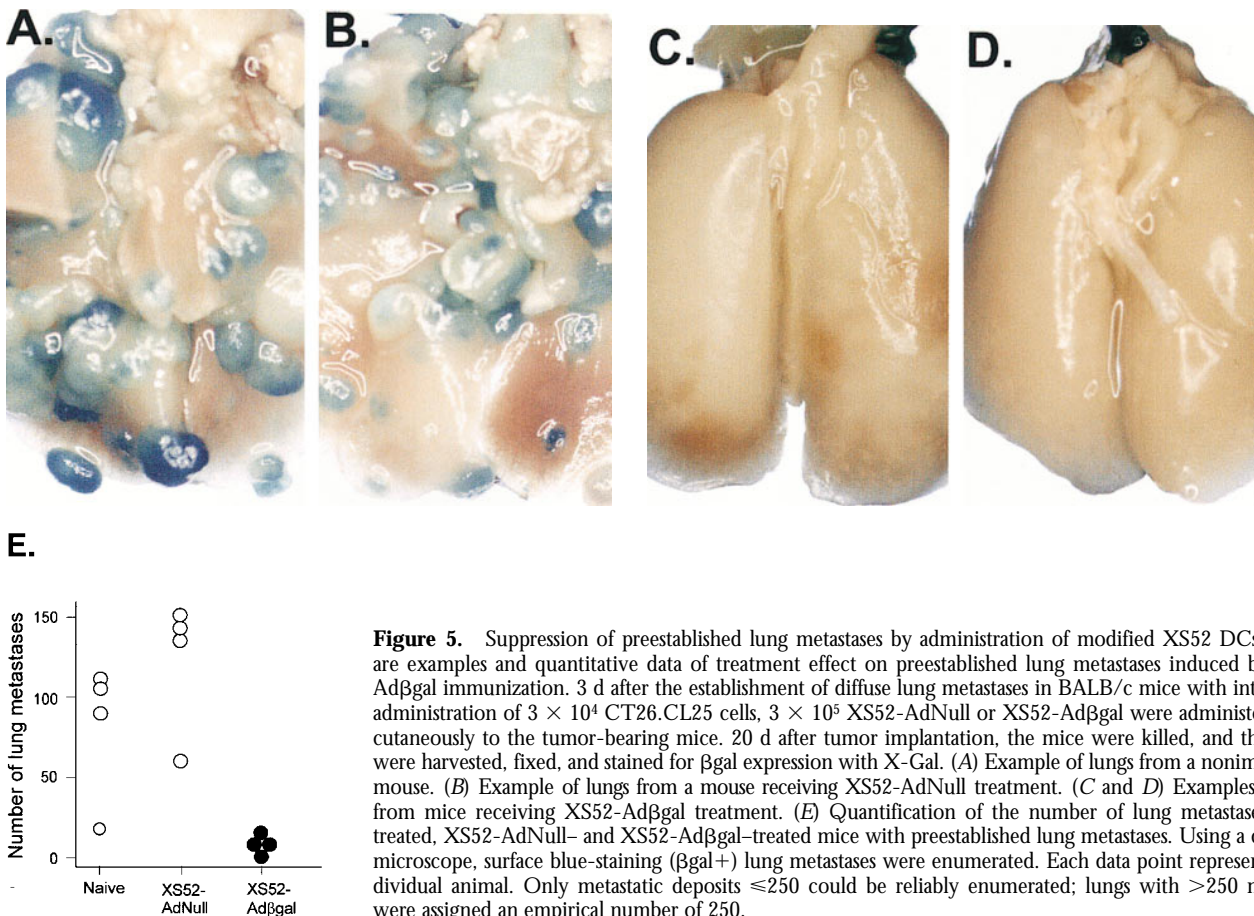 A.
B.
C.
D.
E.
Number of lung metastases
150
100
50
0
Naive
XS52-
AdNull
XS52-
Adβgal
Figure 5. Suppression of preestablished lung metastases by administration of modified XS52 DCs
are examples and quantitative data of treatment effect on preestablished lung metastases induced
Adβgal immunization. 3 d after the establishment of diffuse lung metastases in BALB/c mice with
administration of 3 × 10⁴ CT26.CL25 cells, 3 × 10⁵ XS52-AdNull or XS52-Adβgal were
cutaneously to the tumor-bearing mice. 20 d after tumor implantation, the mice were killed, and
were harvested, fixed, and stained for βgal expression with X-Gal. (A) Example of lungs from a
mouse. (B) Example of lungs from a mouse receiving XS52-AdNull treatment. (C and D) Examples
from mice receiving XS52-Adβgal treatment. (E) Quantification of the number of lung
treated, XS52-AdNull– and XS52-Adβgal–treated mice with preestablished lung metastases. Using a
microscope, surface blue-staining (βgal+) lung metastases were enumerated. Each data point
dividual animal. Only metastatic deposits ≤250 could be reliably enumerated; lungs with >250
were assigned an empirical number of 250.